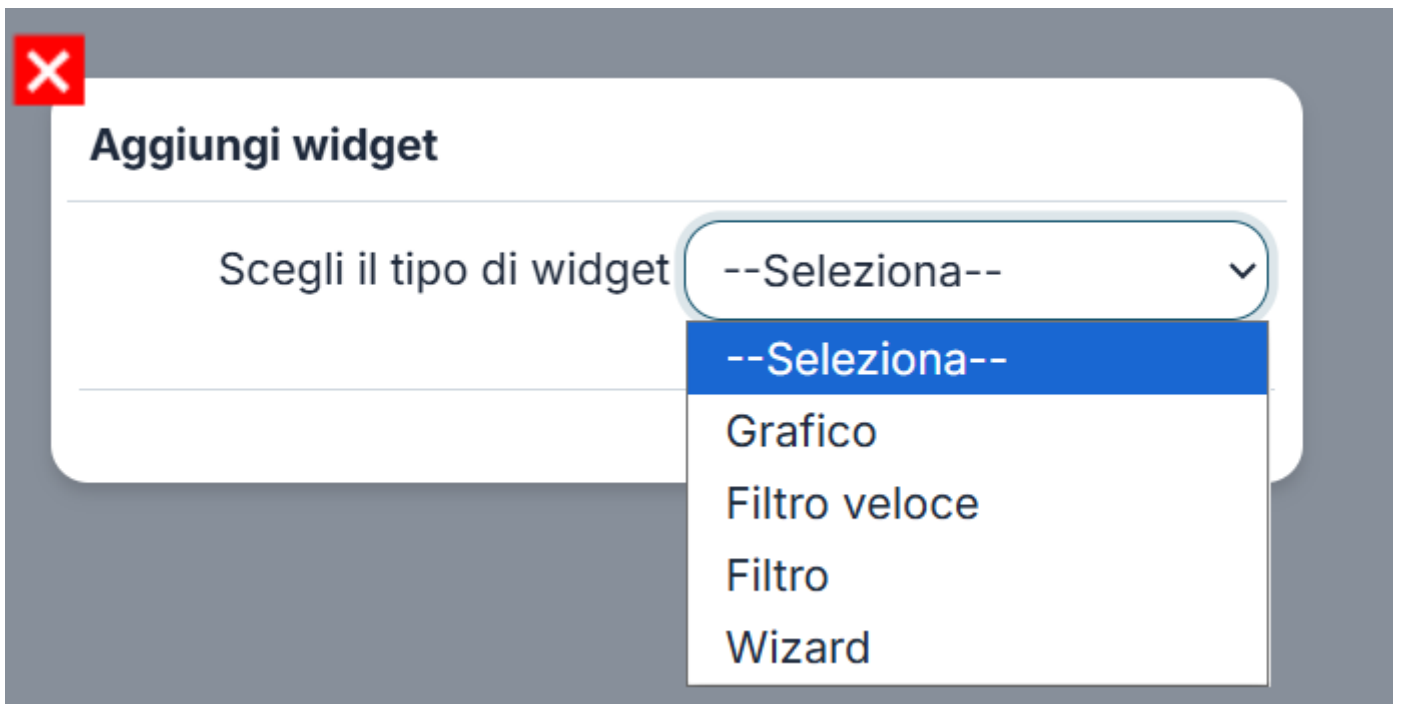 Aggiungi widget
Scegli il tipo di widget --Seleziona--
--Seleziona--
Grafico
Filtro veloce
Filtro
Wizard